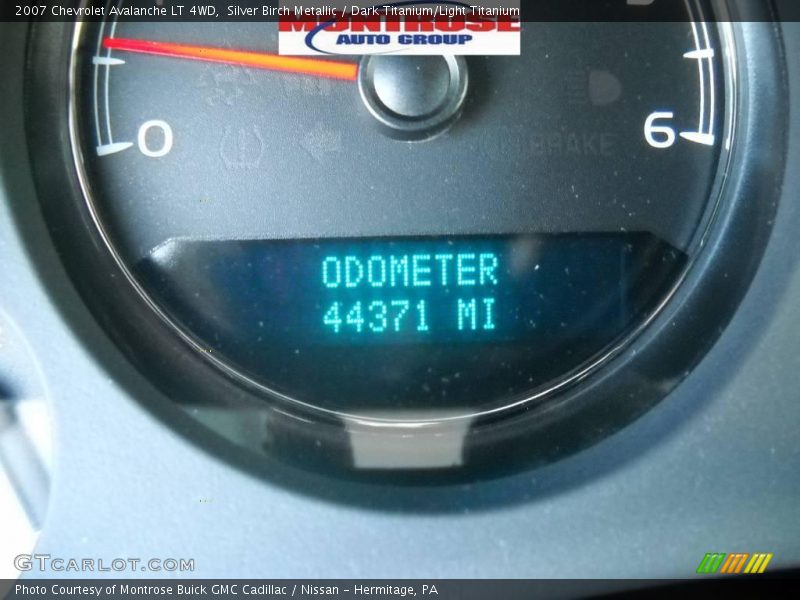 2007 Chevrolet Avalanche LT 4WD, Silver Birch Metallic / Dark Titanium/Light Titanium
MONTROSE
AUTO GROUP
0
6
BRAKE
ODOMETER
44371 MI
GTCARLOT.COM
Photo Courtesy of Montrose Buick GMC Cadillac / Nissan - Hermitage, PA